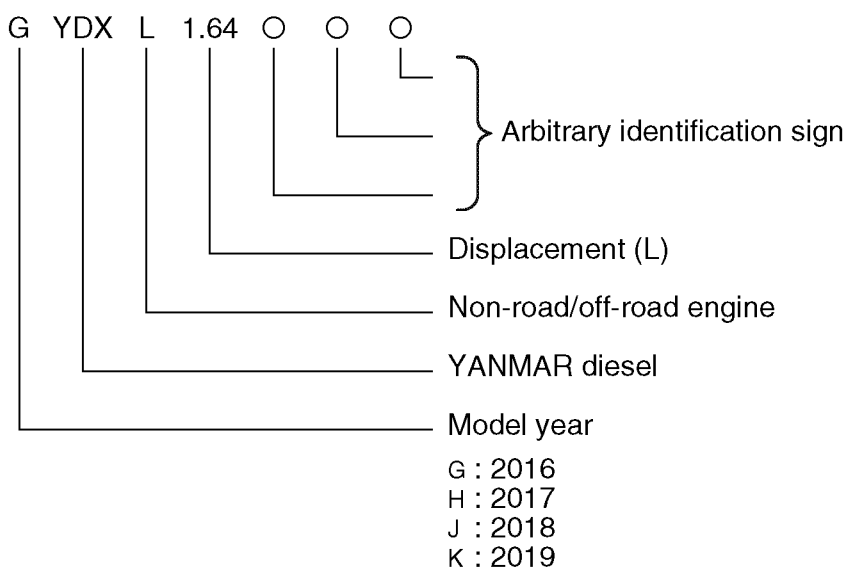 G YDX L 1.64 ○ ○ ○
Arbitrary identification sign
Displacement (L)
Non-road/off-road engine
YANMAR diesel
Model year
G : 2016
H : 2017
J : 2018
K : 2019